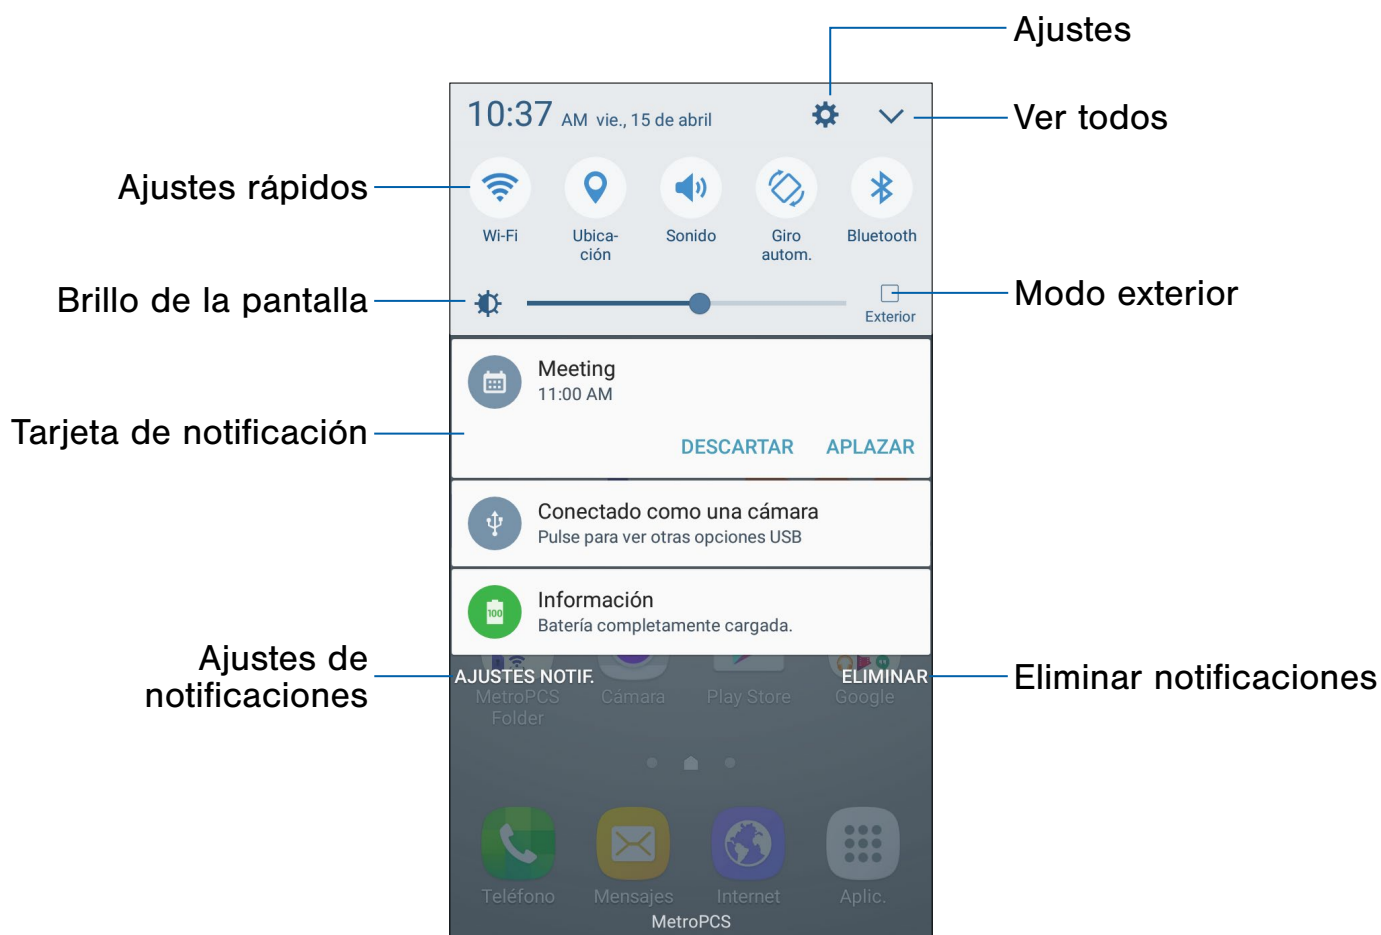 Ajustes
10:37 AM vie., 15 de abril
Ver todos
Ajustes rápidos
Wi-Fi
Ubica-
ción
Sonido
Giro
autom.
Bluetooth
Brillo de la pantalla
Modo exterior
Exterior
Meeting
11:00 AM
Tarjeta de notificación
DESCARTAR APLAZAR
Conectado como una cámara
Pulse para ver otras opciones USB
100
Información
Batería completamente cargada.
Ajustes de
notificaciones
AJUSTES NOTIF.
ELIMINAR
Eliminar notificaciones
MetroPCS
Folder
Cámara
Play Store
Google
Teléfono
Mensajes
Internet
Aplic.
MetroPCS